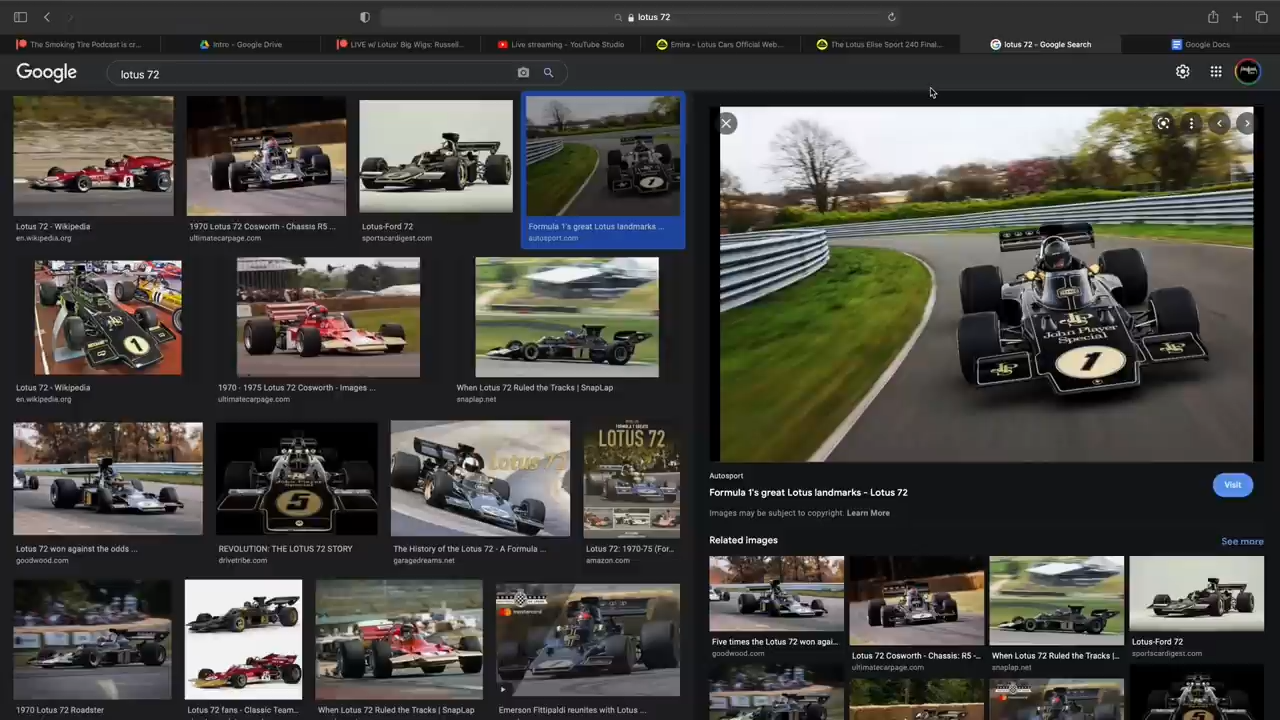 lotus 72
The Smoking Tire Podcast is cr...
Intro - Google Drive
LIVE w/ Lotus' Big Wigs: Russell...
Live streaming - YouTube Studio
Emira - Lotus Cars Official Web...
The Lotus Elise Sport 240 Final...
lotus 72 - Google Search
Google Docs
Google
lotus 72
Lotus 72 - Wikipedia
en.wikipedia.org
1970 Lotus 72 Cosworth - Chassis R5 ...
ultimatecarpage.com
Lotus-Ford 72
sportscardigest.com
Formula 1's great Lotus landmarks ...
autosport.com
Lotus 72 - Wikipedia
en.wikipedia.org
1970 - 1975 Lotus 72 Cosworth - Images ...
ultimatecarpage.com
When Lotus 72 Ruled the Tracks | SnapLap
snaplap.net
Lotus 72 won against the odds ...
goodwood.com
REVOLUTION: THE LOTUS 72 STORY
drivetribe.com
Lotus 72
The History of the Lotus 72 - A Formula ...
garagedreams.net
LOTUS 72
Lotus 72: 1970-75 (For...
amazon.com
1970 Lotus 72 Roadster
Lotus 72 fans - Classic Team...
When Lotus 72 Ruled the Tracks | SnapLap
mastercard
Emerson Fittipaldi reunites with Lotus ...
John Player
Special
1
Autosport
Formula 1's great Lotus landmarks - Lotus 72
Visit
Images may be subject to copyright. Learn More
Related images
See more
Five times the Lotus 72 won agai...
goodwood.com
Lotus 72 Cosworth - Chassis: R5 -...
ultimatecarpage.com
When Lotus 72 Ruled the Tracks |...
snaplap.net
Lotus-Ford 72
sportscardigest.com